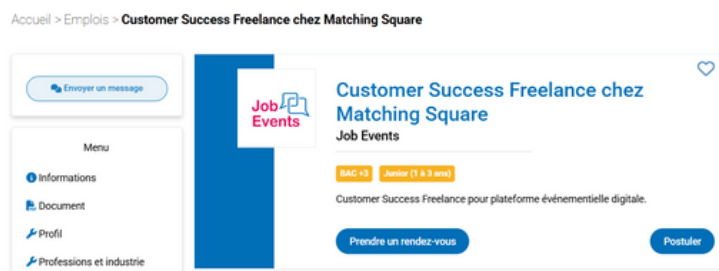 Accueil > Emplois > Customer Success Freelance chez Matching Square
Envoyer un message
Menu
Informations
Document
Profil
Professions et industrie
Job
Events
Customer Success Freelance chez
Matching Square
Job Events
BAC +3 Junior (1 à 3 ans)
Customer Success Freelance pour plateforme événementielle digitale.
Prendre un rendez-vous Postuler